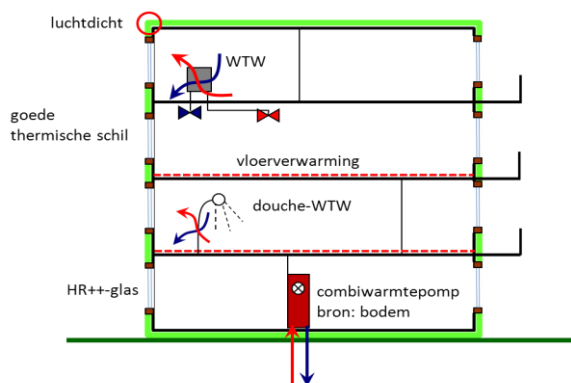 luchtdicht
WTW
goede
thermische schil
vloerverwarming
douche-WTW
HR++-glas
combiwarmtepomp
bron: bodem